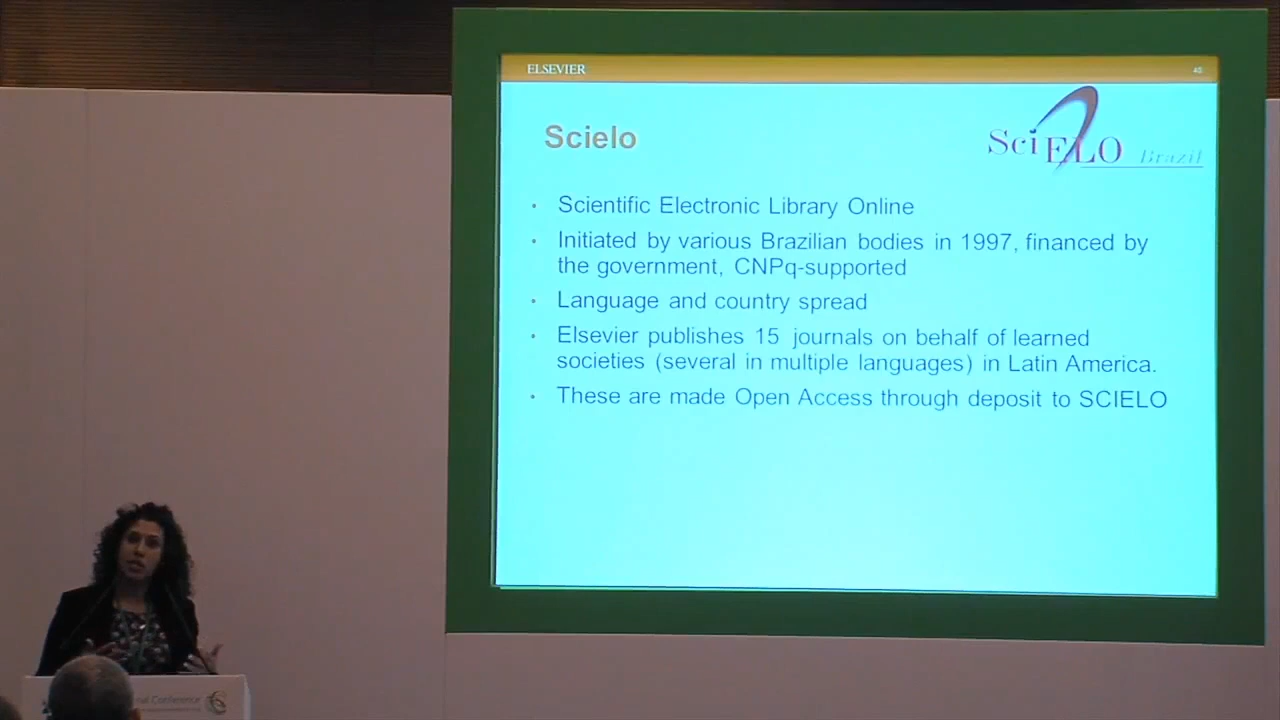 ELSEVIER
Scielo
SciELO Brazil
• Scientific Electronic Library Online
• Initiated by various Brazilian bodies in 1997, financed by
the government, CNPq-supported
• Language and country spread
• Elsevier publishes 15 journals on behalf of learned
societies (several in multiple languages) in Latin America.
• These are made Open Access through deposit to SCIELO
Conference